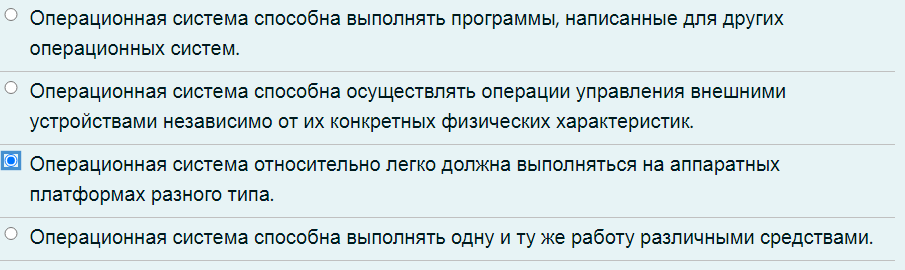 Операционная система способна выполнять программы, написанные для других
операционных систем.
Операционная система способна осуществлять операции управления внешними
устройствами независимо от их конкретных физических характеристик.
Операционная система относительно легко должна выполняться на аппаратных
платформах разного типа.
Операционная система способна выполнять одну и ту же работу различными средствами.